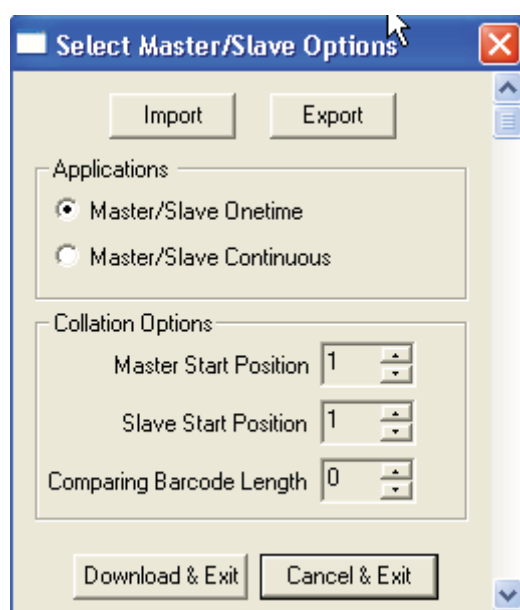 Select Master/Slave Options
Import Export
Applications
Master/Slave Onetime
Master/Slave Continuous
Collation Options
Master Start Position 1
Slave Start Position 1
Comparing Barcode Length 0
Download & Exit Cancel & Exit